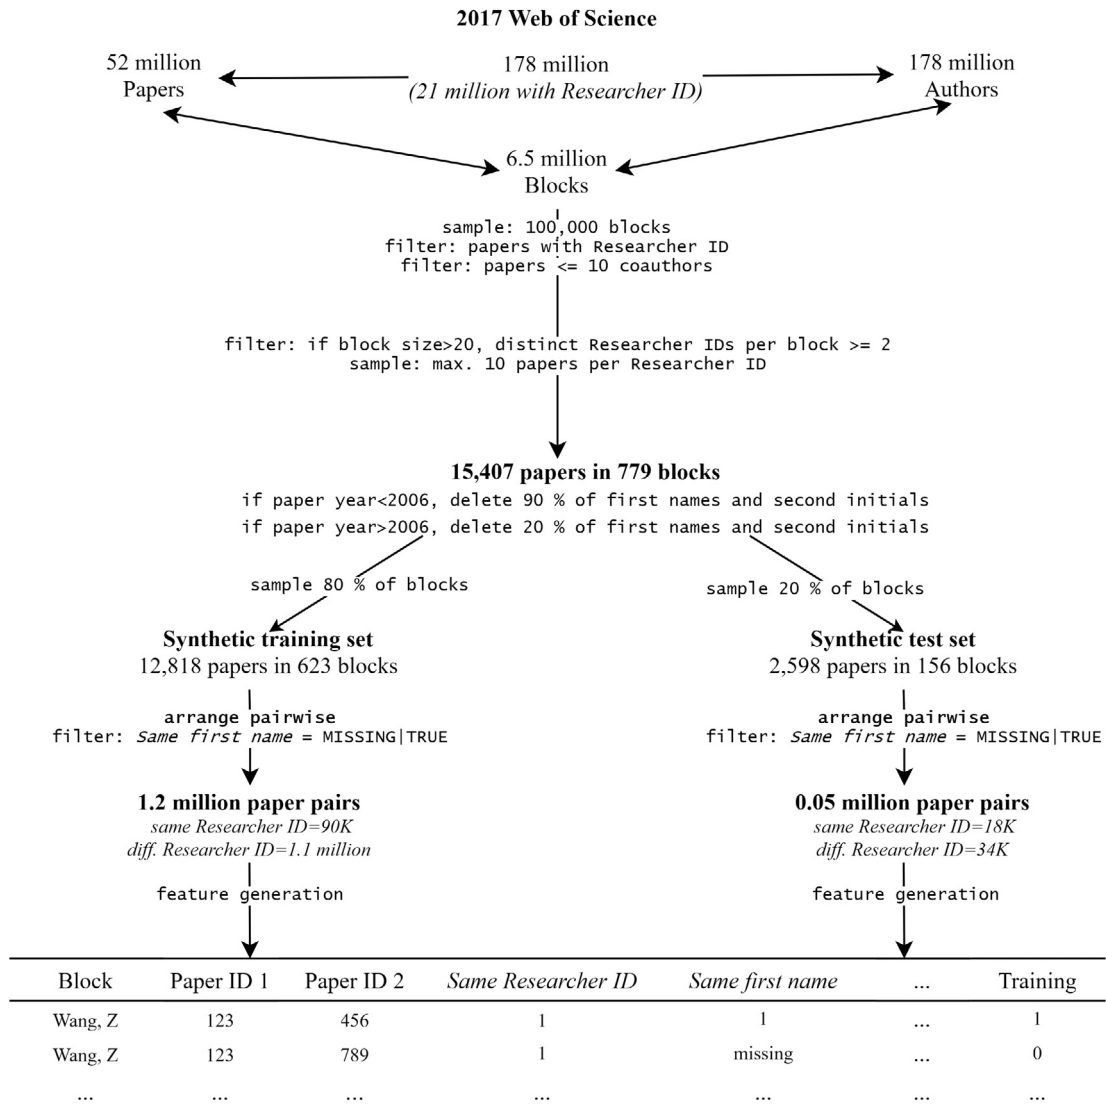 2017 Web of Science
52 million
Papers
178 million
(21 million with Researcher ID)
178 million
Authors
6.5 million
Blocks
sample: 100,000 blocks
filter: papers with Researcher ID
filter: papers <= 10 coauthors
filter: if block size>20, distinct Researcher IDs per block >= 2
sample: max. 10 papers per Researcher ID
15,407 papers in 779 blocks
if paper year<2006, delete 90 % of first names and second initials
if paper year>2006, delete 20 % of first names and second initials
sample 80 % of blocks
sample 20 % of blocks
Synthetic training set
12,818 papers in 623 blocks
Synthetic test set
2,598 papers in 156 blocks
arrange pairwise
filter: Same first name = MISSING|TRUE
arrange pairwise
filter: Same first name = MISSING|TRUE
1.2 million paper pairs
same Researcher ID=90K
diff. Researcher ID=1.1 million
0.05 million paper pairs
same Researcher ID=18K
diff. Researcher ID=34K
feature generation
feature generation
Block Paper ID 1 Paper ID 2 Same Researcher ID Same first name ... Training
Wang, Z 123 456 1 1 ... 1
Wang, Z 123 789 1 missing ... 0
... ... ... ... ... ... ...